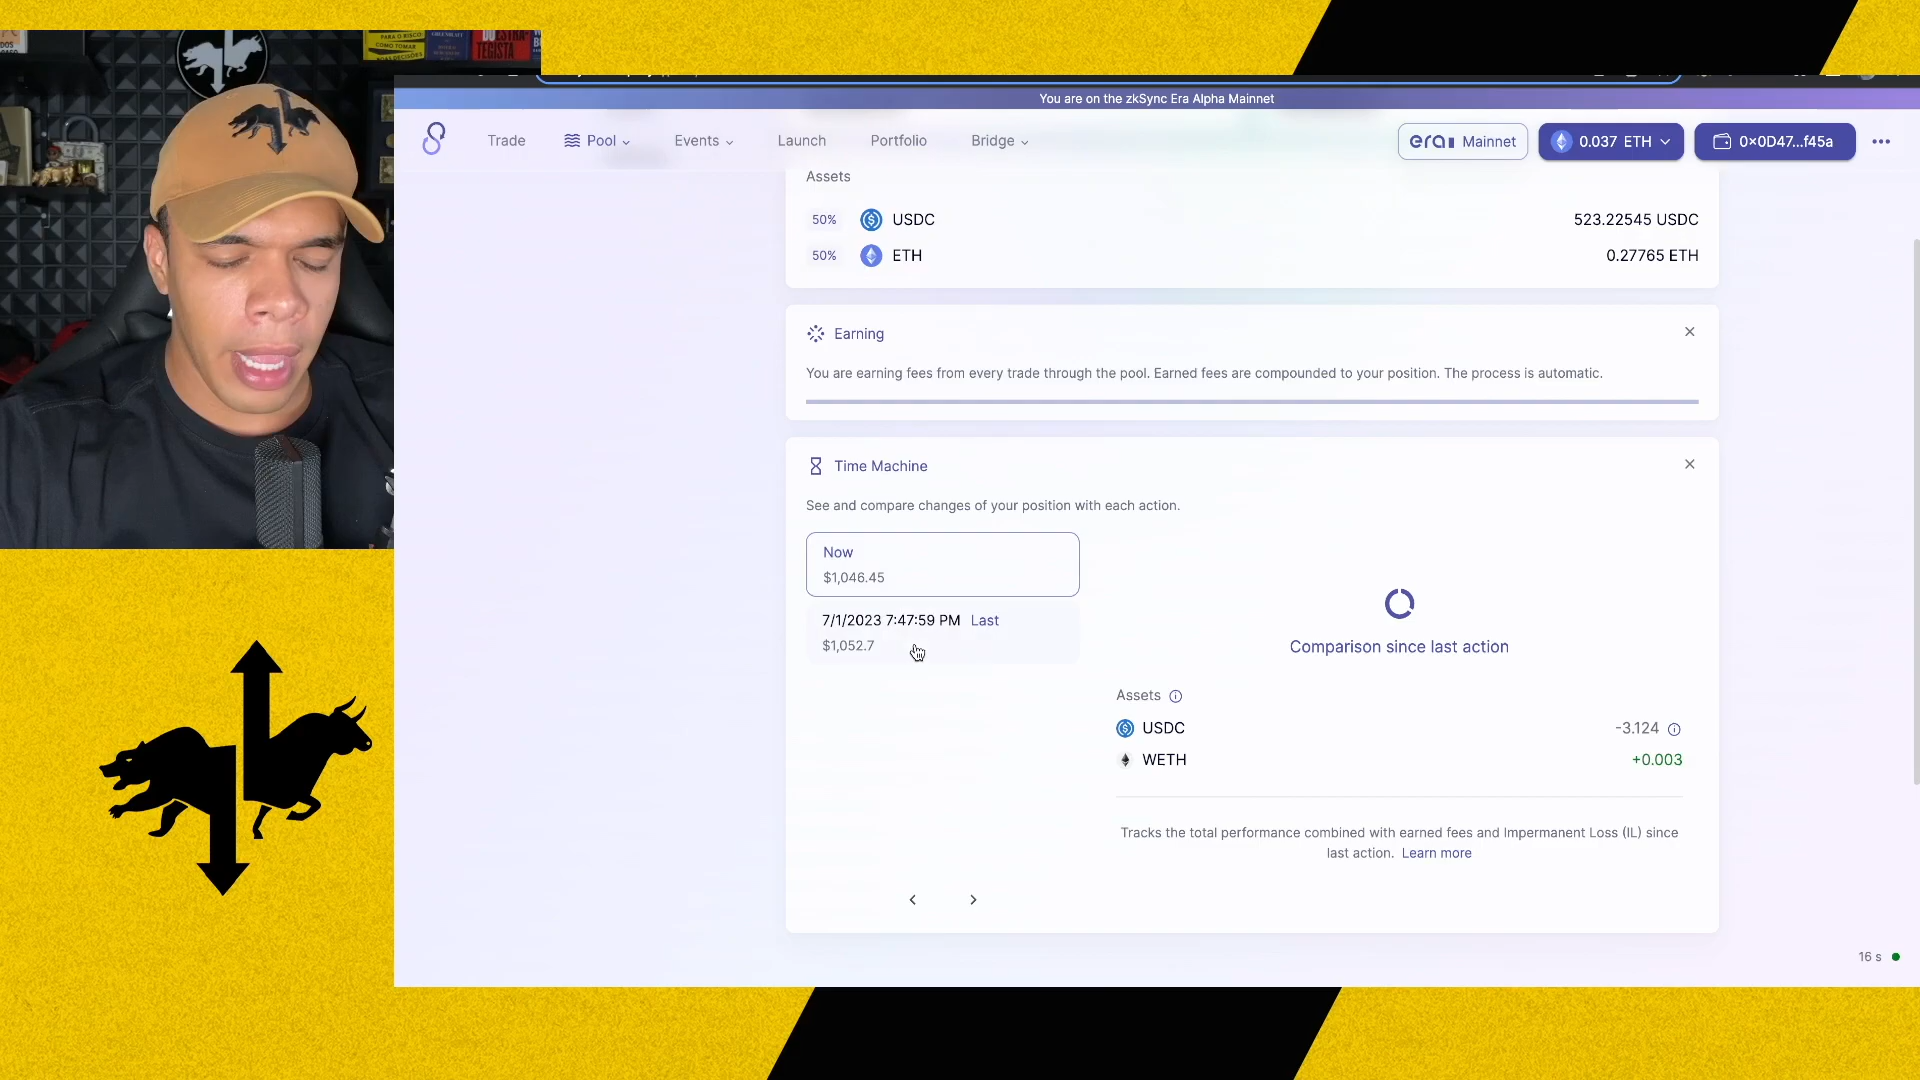 PARA O RISCO:
COMO TOMAR
You are on the zkSync Era Alpha Mainnet
Trade
Pool
Events
Launch
Portfolio
Bridge
era Mainnet
0.037 ETH
0x0D47...f45a
Assets
50% USDC 523.22545 USDC
50% ETH 0.27765 ETH
Earning
You are earning fees from every trade through the pool. Earned fees are compounded to your position. The process is automatic.
Time Machine
See and compare changes of your position with each action.
Now
$1,046.45
7/1/2023 7:47:59 PM Last
$1,052.7
Comparison since last action
Assets
USDC -3.124
WETH +0.003
Tracks the total performance combined with earned fees and Impermanent Loss (IL) since
last action. Learn more
16 s